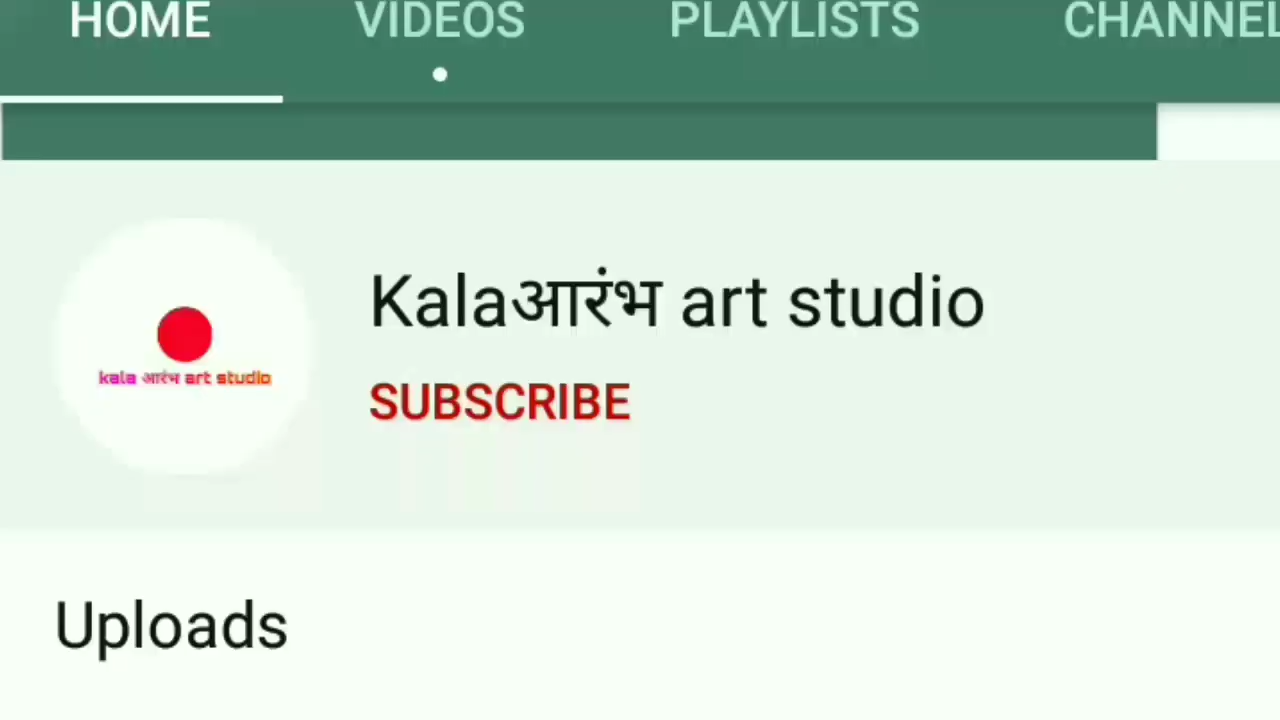 HOME VIDEOS PLAYLISTS CHANNEL
Kalaआरंभ art studio
kala आरंभ art studio
SUBSCRIBE
Uploads